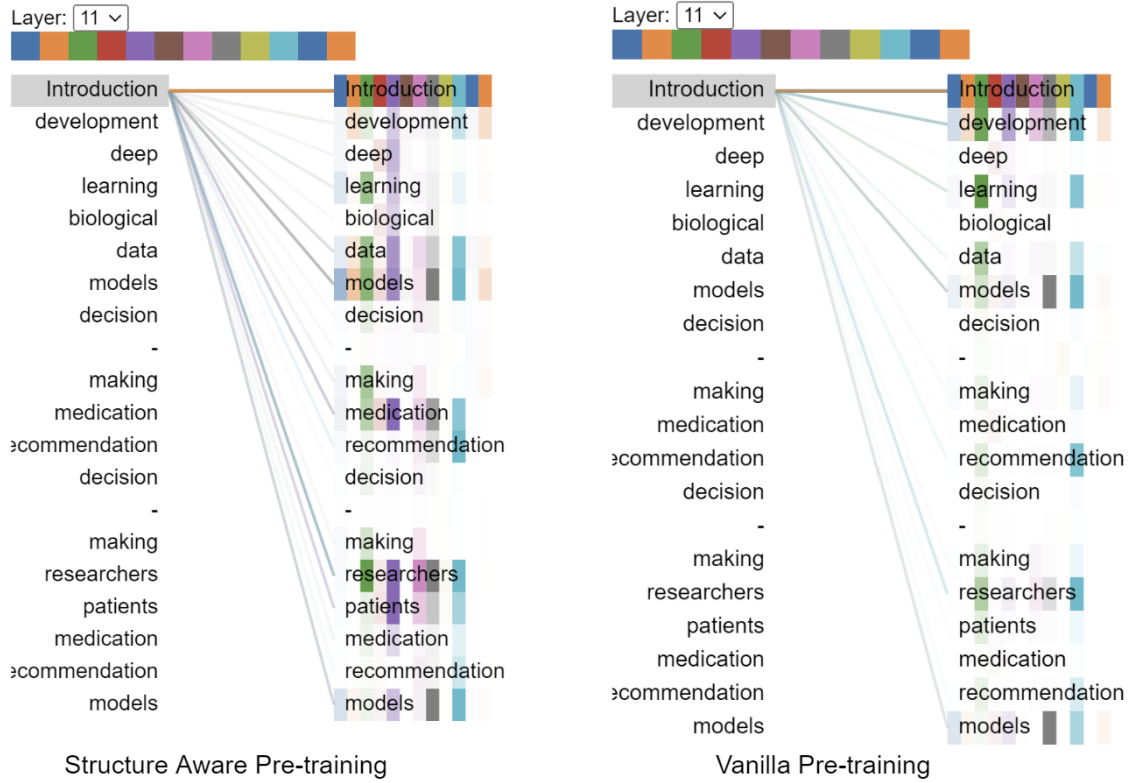 Layer: 11
Introduction
development
deep
learning
biological
data
models
decision
-
making
medication
ecommendation
decision
-
making
researchers
patients
medication
ecommendation
models
Introduction
development
deep
learning
biological
data
models
decision
-
making
medication
recommendation
decision
-
making
researchers
patients
medication
recommendation
models
Structure Aware Pre-training
Layer: 11
Introduction
development
deep
learning
biological
data
models
decision
-
making
medication
ecommendation
decision
-
making
researchers
patients
medication
ecommendation
models
Introduction
development
deep
learning
biological
data
models
decision
-
making
medication
recommendation
decision
-
making
researchers
patients
medication
recommendation
models
Vanilla Pre-training